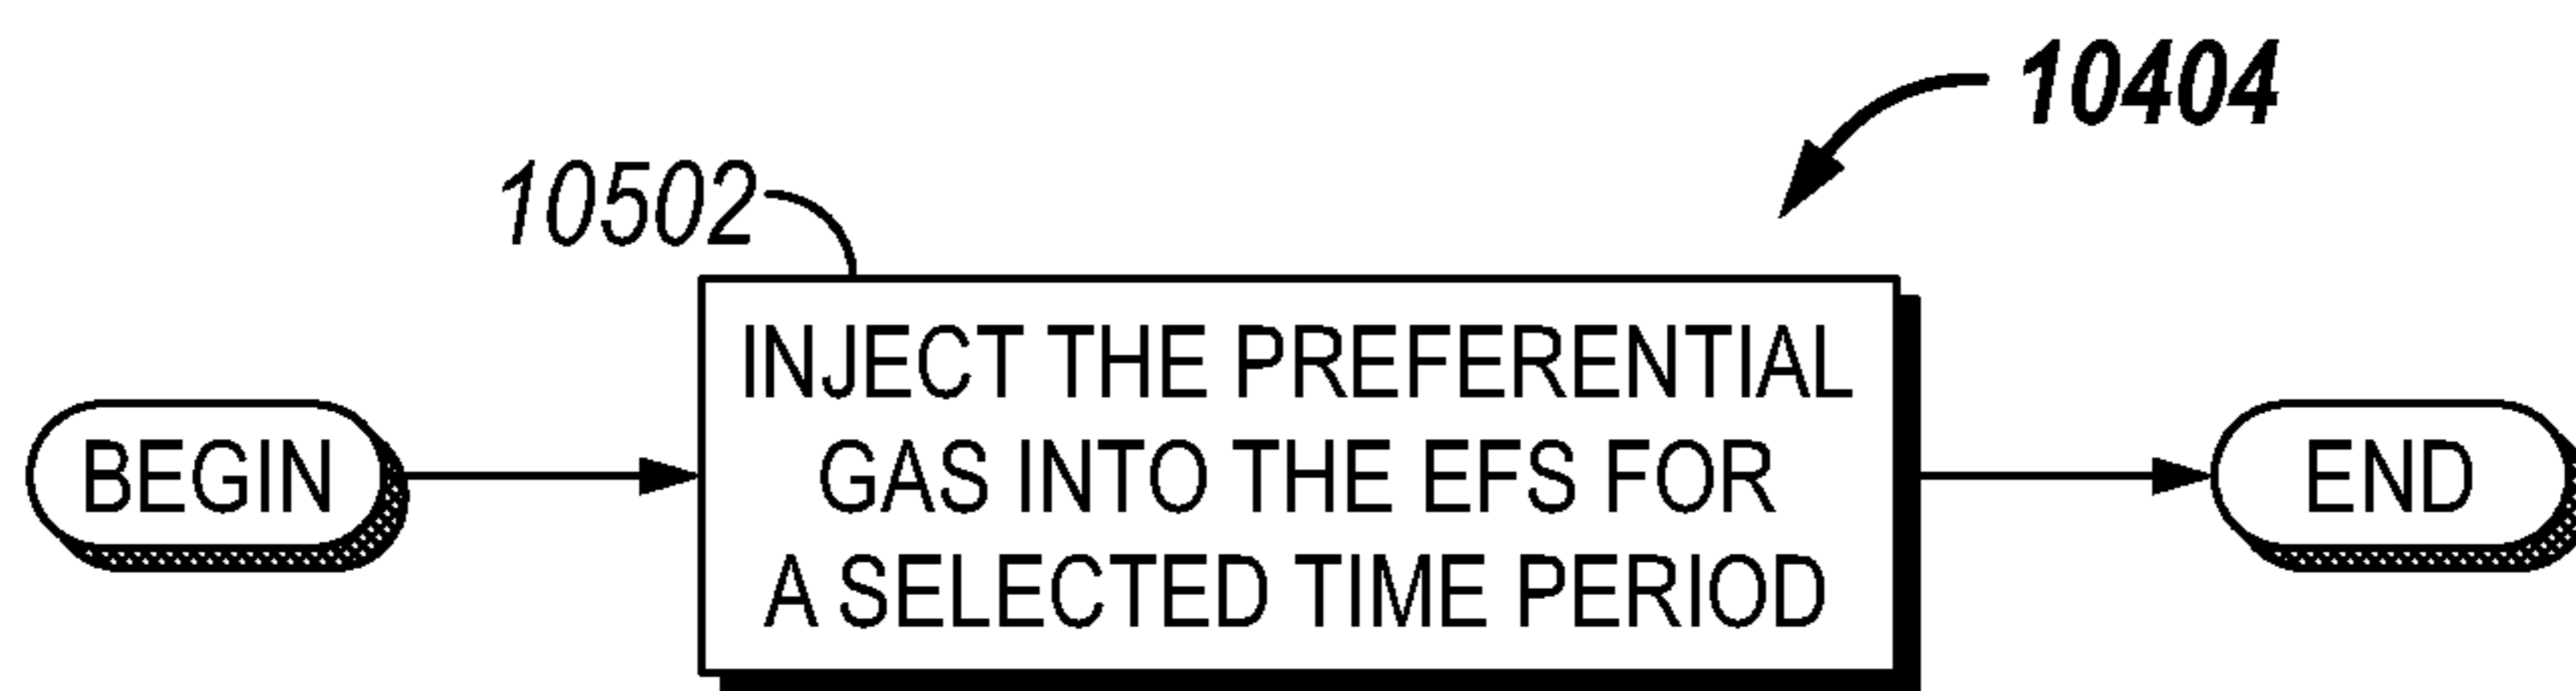 10404
10502
BEGIN
INJECT THE PREFERENTIAL
GAS INTO THE EFS FOR
A SELECTED TIME PERIOD
END